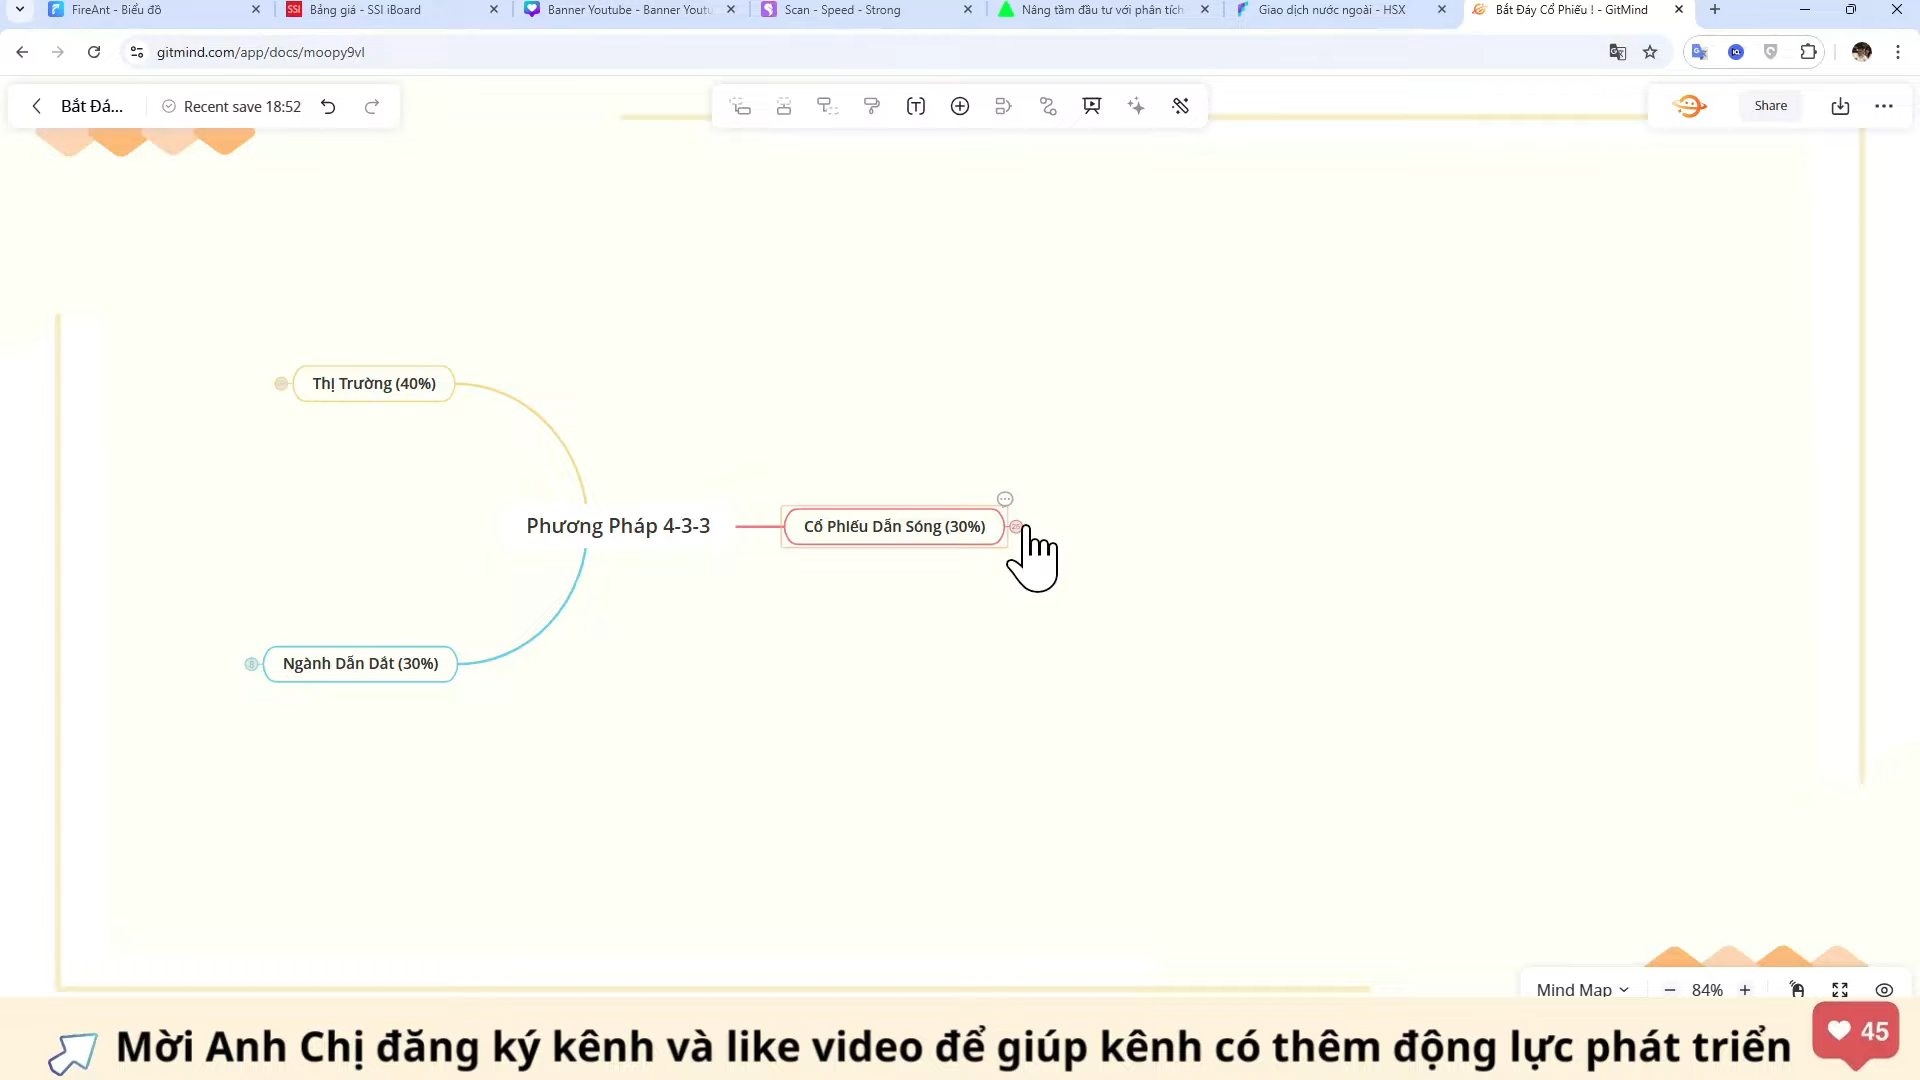 FireAnt - Biểu đồ
Bảng giá - SSI iBoard
Banner Youtube - Banner Youtu
Scan - Speed - Strong
Nâng tầm đầu tư với phân tích
Giao dịch nước ngoài - HSX
Bắt Đáy Cổ Phiếu ! - GitMind
gitmind.com/app/docs/moopy9vl
Bắt Đá...
Recent save 18:52
Share
Thị Trường (40%)
Phương Pháp 4-3-3
Cổ Phiếu Dẫn Sóng (30%)
Ngành Dẫn Dắt (30%)
Mind Map
84%
Mời Anh Chị đăng ký kênh và like video để giúp kênh có thêm động lực phát triển
45